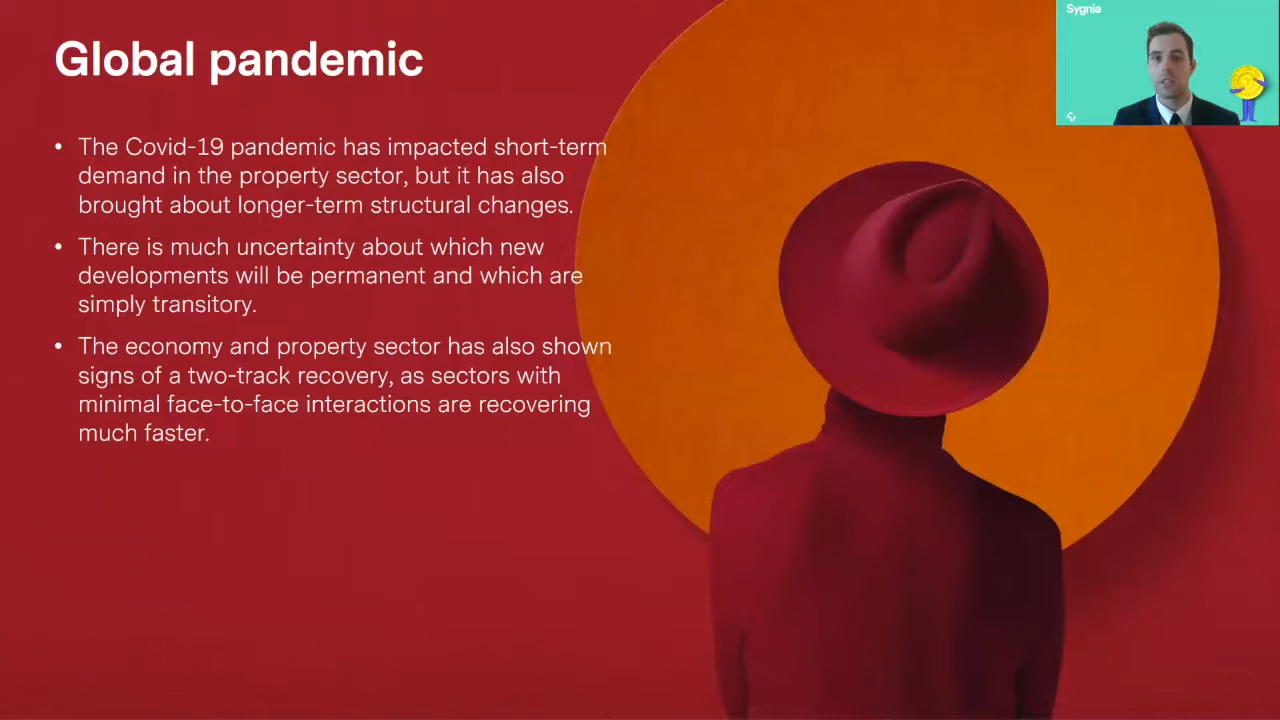 Global pandemic
Sygnia
• The Covid-19 pandemic has impacted short-term
demand in the property sector, but it has also
brought about longer-term structural changes.
• There is much uncertainty about which new
developments will be permanent and which are
simply transitory.
• The economy and property sector has also shown
signs of a two-track recovery, as sectors with
minimal face-to-face interactions are recovering
much faster.